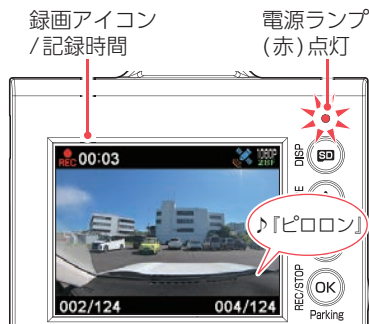 録画アイコン
/記録時間
電源ランプ
(赤)点灯
REC 00:03
1080P
DISP
SD
♪『ピロロン』
REC/STOP
OK
Parking
002/124
004/124